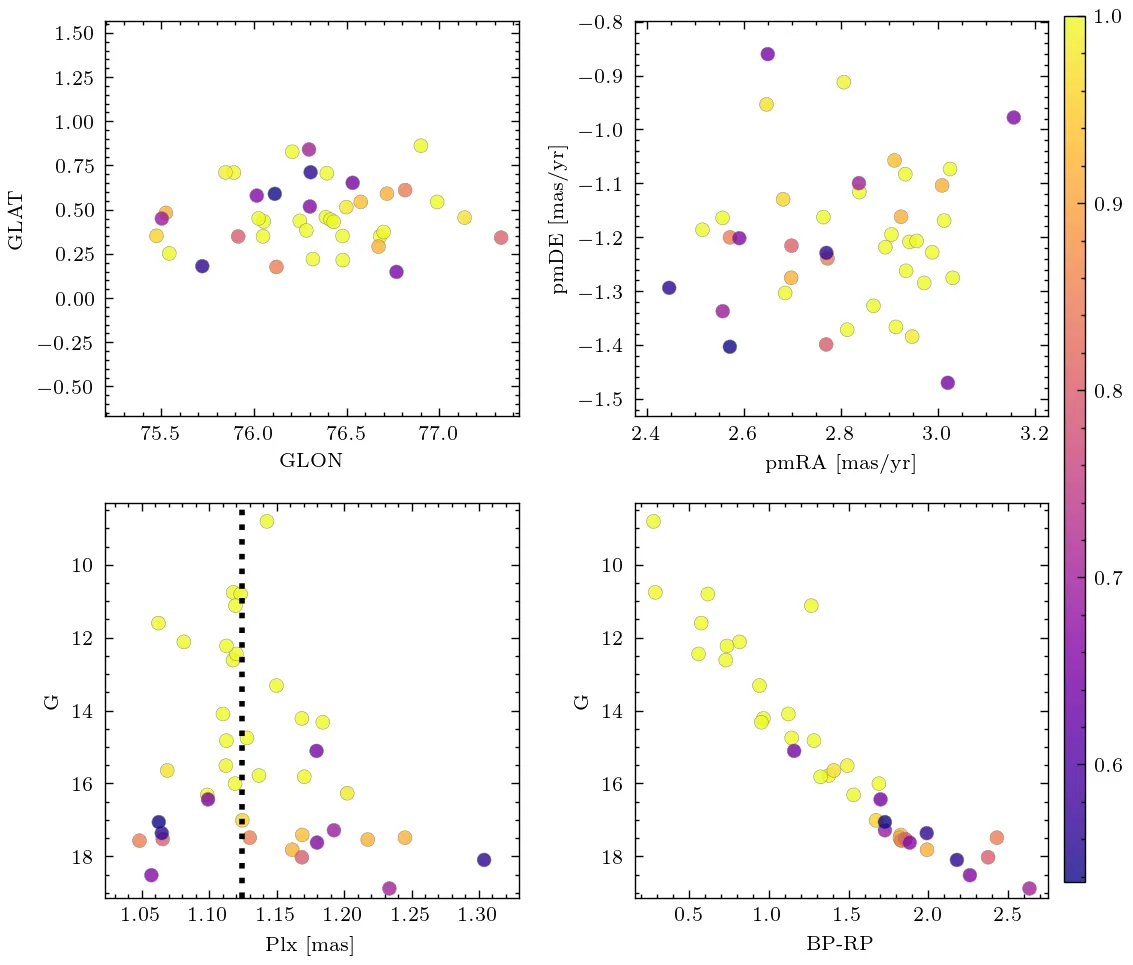 1.50
1.25
1.00
0.75
0.50
0.25
0.00
−0.25
−0.50
GLAT
75.5 76.0 76.5 77.0
GLON
−0.8
−0.9
−1.0
−1.1
−1.2
−1.3
−1.4
−1.5
pmDE [mas/yr]
2.4 2.6 2.8 3.0 3.2
pmRA [mas/yr]
10
12
14
16
18
G
1.05 1.10 1.15 1.20 1.25 1.30
Plx [mas]
10
12
14
16
18
G
0.5 1.0 1.5 2.0 2.5
BP-RP
1.0
0.9
0.8
0.7
0.6